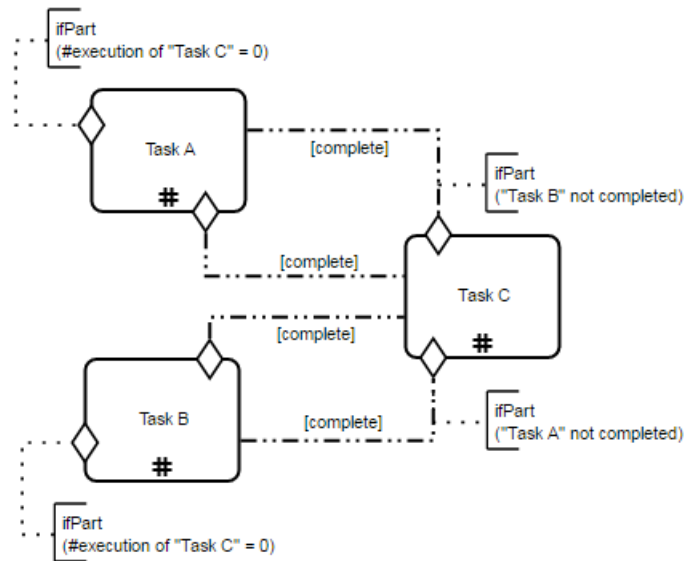 ifPart
(#execution of "Task C" = 0)
Task A
[complete]
ifPart
("Task B" not completed)
[complete]
Task C
[complete]
Task B
[complete]
ifPart
("Task A" not completed)
ifPart
(#execution of "Task C" = 0)